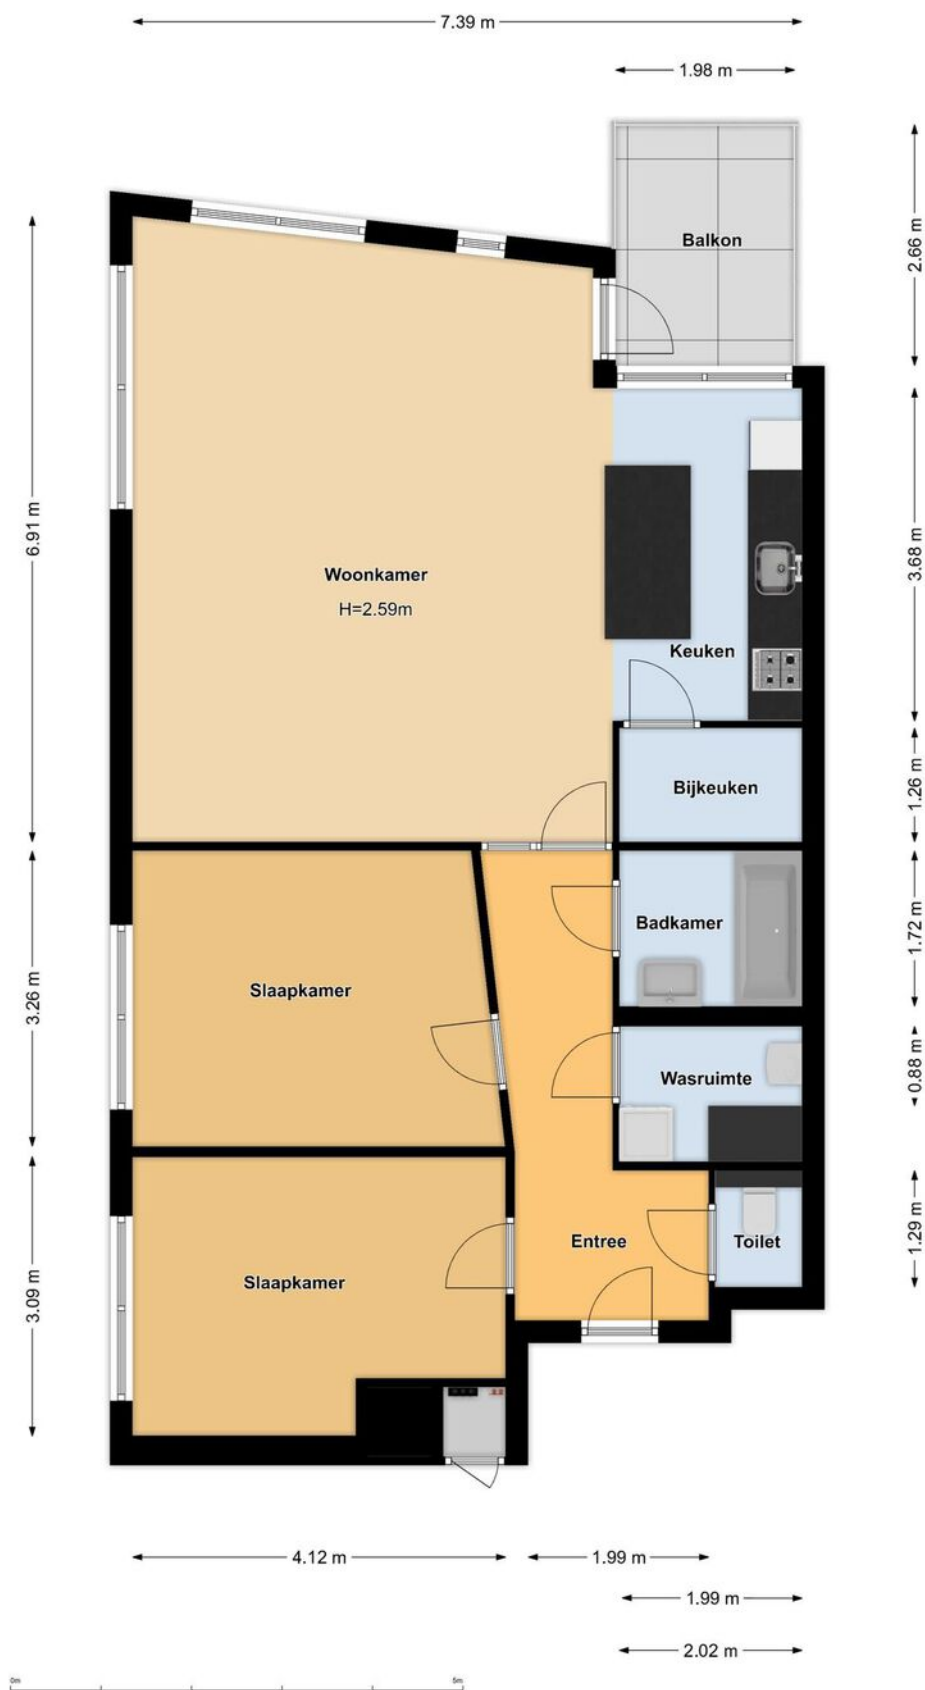 7.39 m
1.98 m
Balkon
2.66 m
6.91 m
3.68 m
Woonkamer
H=2.59m
Keuken
Bijkeuken
1.26 m
Badkamer
1.72 m
3.26 m
Slaapkamer
Wasruimte
0.88 m
Entree
Toilet
1.29 m
3.09 m
Slaapkamer
4.12 m
1.99 m
1.99 m
2.02 m
0m
5m